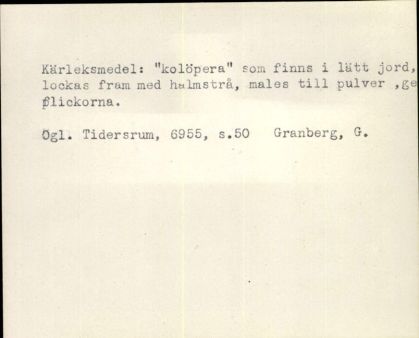 Kärleksmedel: "kolöpera" som finns i lätt jord,
lockas fram med halmstrå, males till pulver ,ge
flickorna.
Ögl. Tidersrum, 6955, s.50 Granberg, G.